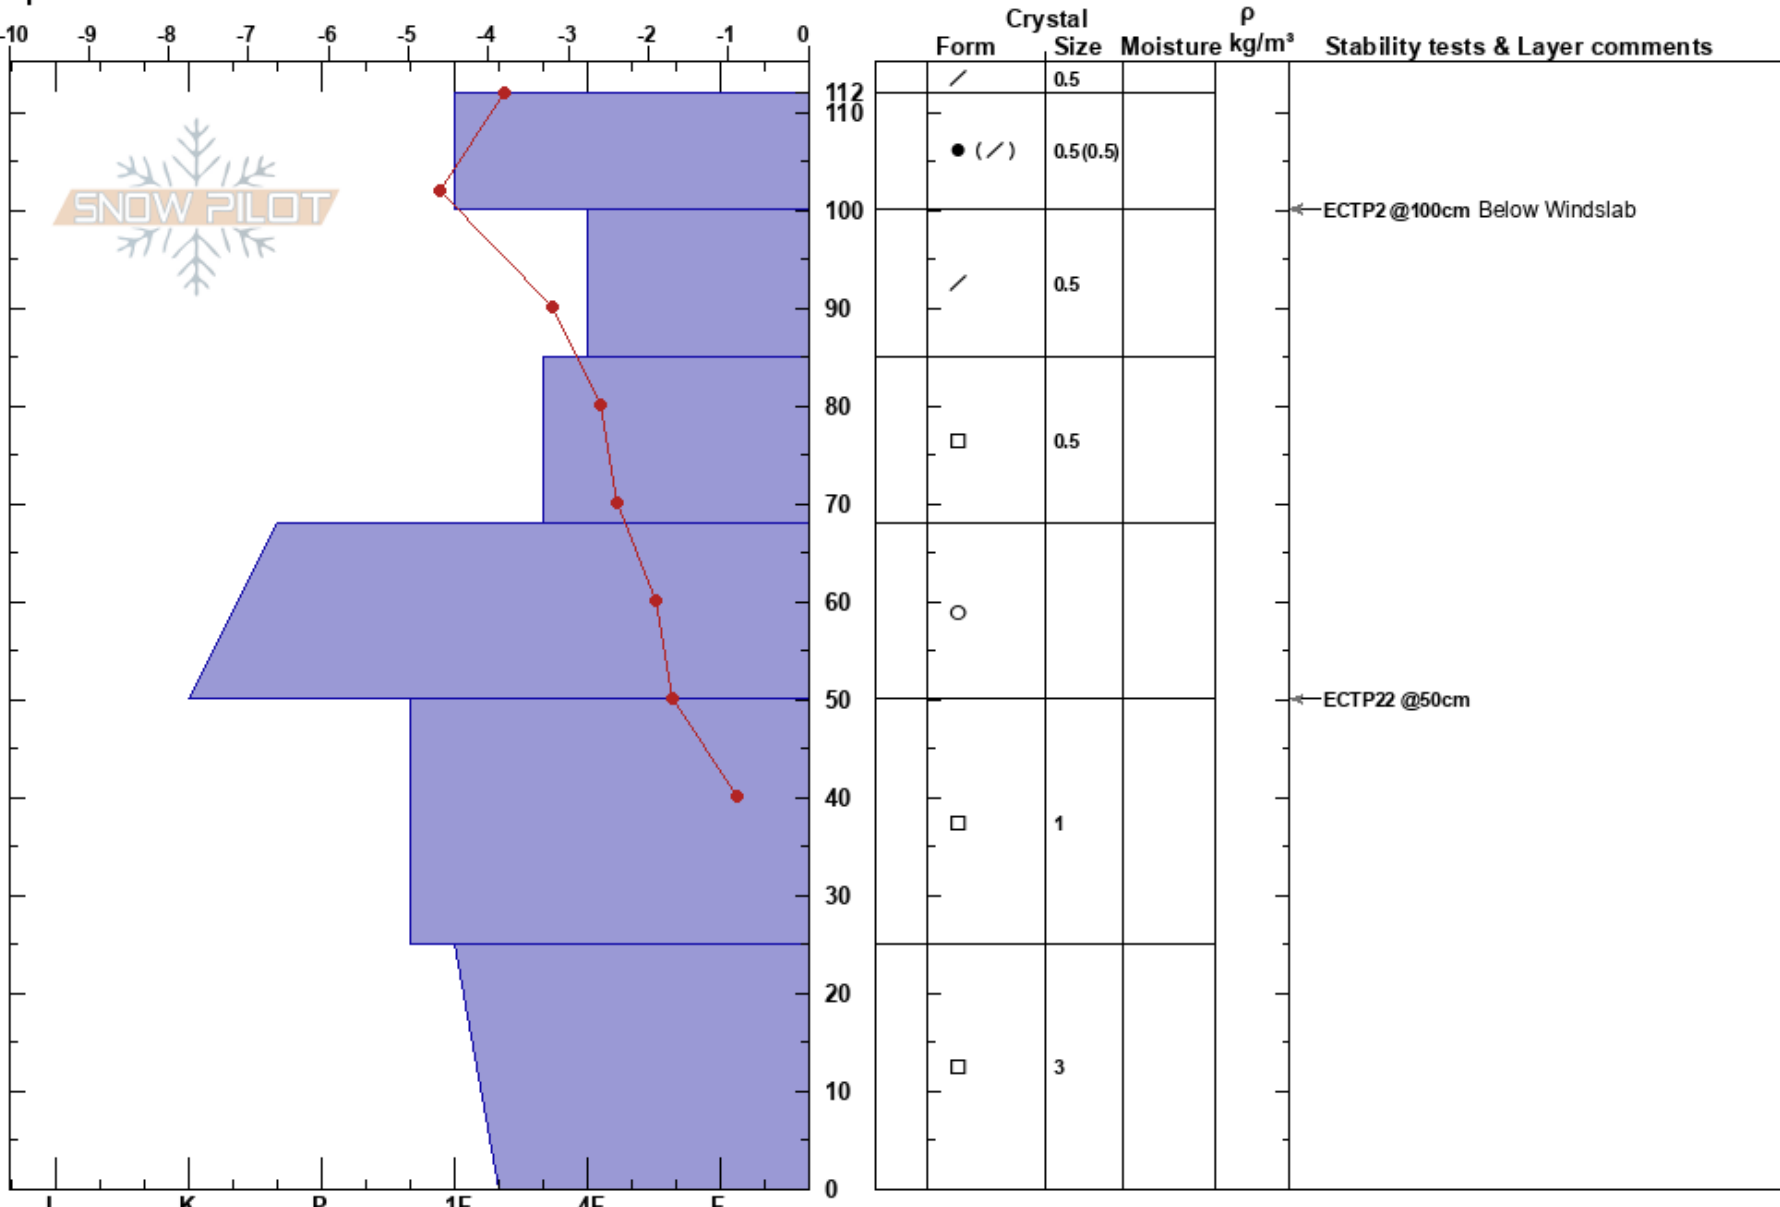 Crystal ρ
-10 -9 -8 -7 -6 -5 -4 -3 -2 -1 0 Form Size Moisture kg/m³ Stability tests & Layer comments
0.5
112
110
0.5(0.5)
SNOW PILOT
100 ECTP2 @100cm Below Windslab
0.5
90
80
0.5
70
60
50 ECTP22 @50cm
40
1
30
20
3
10
0
I K P 1F 4F F